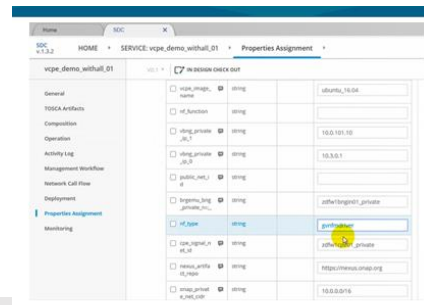 Home SDC X
SDC v.1.3.2 HOME SERVICE: vcpe_demo_withall_01 Properties Assignment
vcpe_demo_withall_01 IN DESIGN CHECK OUT
General
TOSCA Artifacts
Composition
Operation
Activity Log
Management Workflow
Network Call Flow
Deployment
Properties Assignment
Monitoring
vcpe_image_name string ubuntu_16.04
nf_function string
vbng_private_ip_1 string 10.0.101.10
vbng_private_ip_0 string 10.3.0.1
public_net_id string
brgemu_bng_private_ne_ string
nf_type string
cpe_signal_net_id string
nexus_artifact_repo string https://nexus.onap.org
onap_private_net_cidr string 10.0.0.0/16